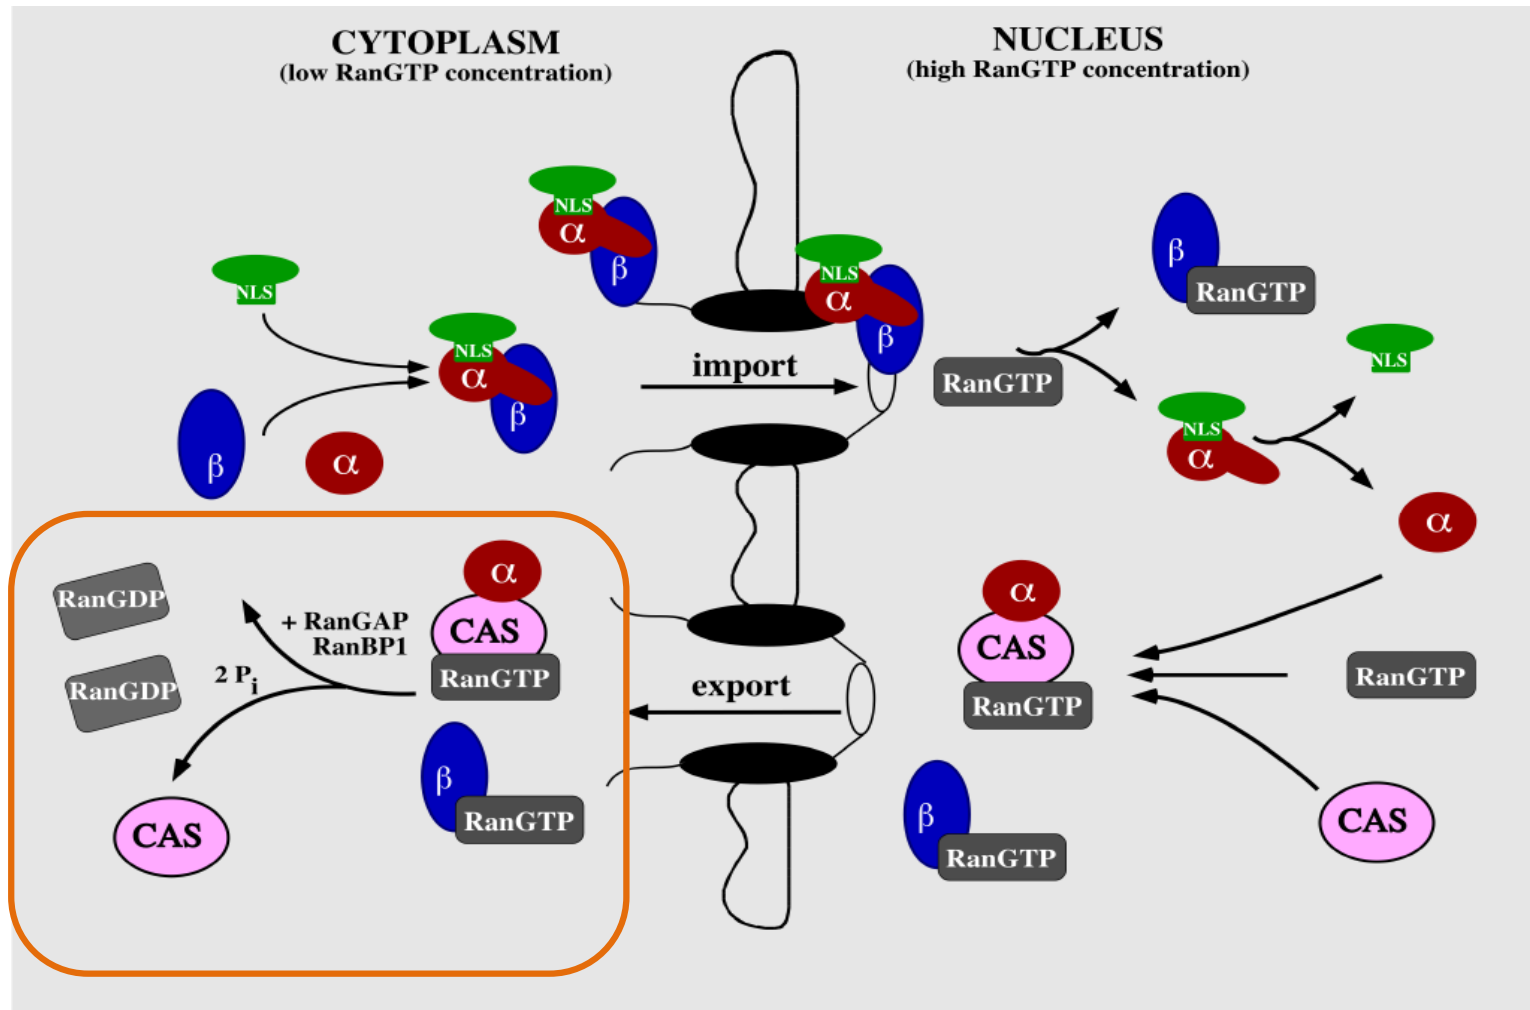 CYTOPLASM
(low RanGTP concentration)
NUCLEUS
(high RanGTP concentration)
NLS
α
β
NLS
α
β
β
RanGTP
NLS
NLS
α
β
import
RanGTP
NLS
NLS
α
β
α
α
RanGDP
+ RanGAP
RanBP1
α
CAS
RanGTP
2 Pi
RanGDP
export
α
CAS
RanGTP
RanGTP
β
RanGTP
CAS
β
RanGTP
CAS